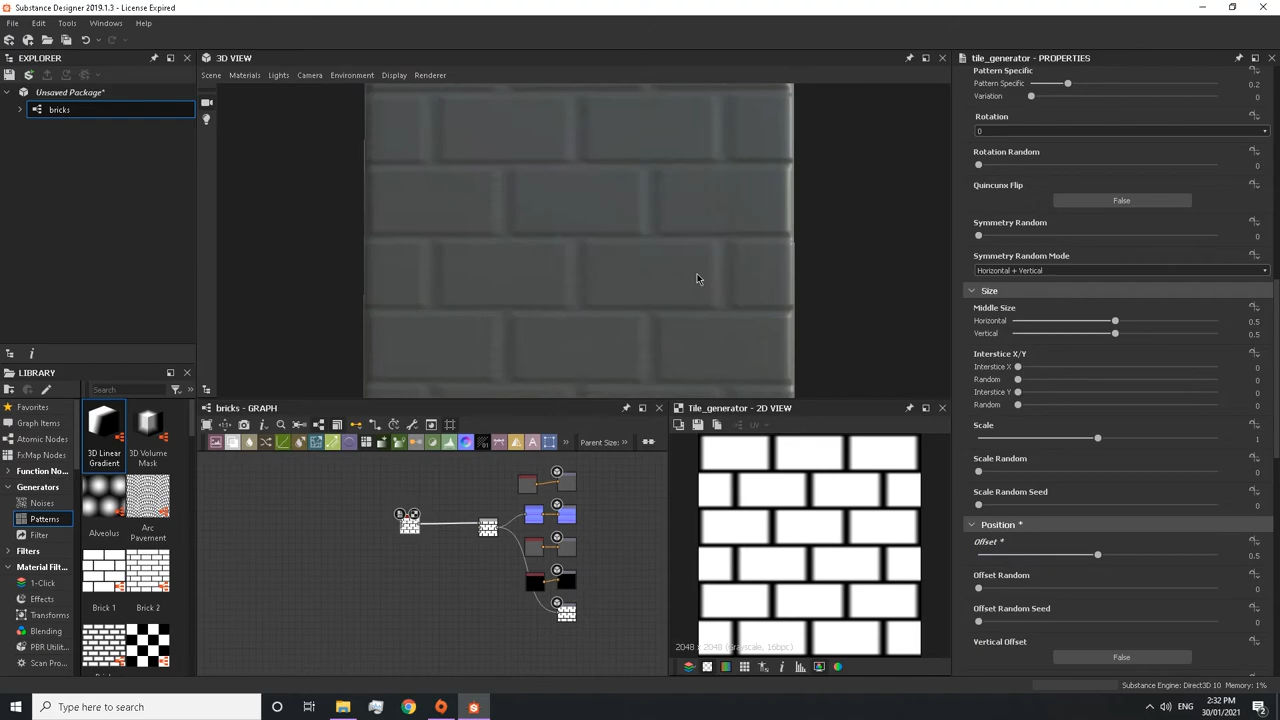 Substance Designer 2019.1.3 - License Expired
File Edit Tools Windows Help
EXPLORER
Unsaved Package*
bricks
3D VIEW
Scene Materials Lights Camera Environment Display Renderer
LIBRARY
Search
Favorites
Graph Items
Atomic Nodes
FxMap Nodes
Function No...
Generators
Noises
Patterns
Filter
Filters
Material Filt...
1-Click
Effects
Transforms
Blending
PBR Utilit...
Scan Pro...
3D Linear
Gradient
3D Volume
Mask
Alveolus
Arc
Pavement
Brick 1
Brick 2
bricks - GRAPH
Parent Size:
Tile_generator - 2D VIEW
UV
2048 x 2048 (Grayscale, 16bpc)
tile_generator - PROPERTIES
Pattern Specific
Pattern Specific 0.2
Variation 0
Rotation
0
Rotation Random
0
Quincunx Flip
False
Symmetry Random
0
Symmetry Random Mode
Horizontal + Vertical
Size
Middle Size
Horizontal 0.5
Vertical 0.5
Interstice X/Y
Interstice X 0
Random 0
Interstice Y 0
Random 0
Scale
1
Scale Random
0
Scale Random Seed
0
Position *
Offset *
0.5
Offset Random
0
Offset Random Seed
0
Vertical Offset
False
Substance Engine: Direct3D 10 Memory: 1%
Type here to search
2:32 PM
30/01/2021